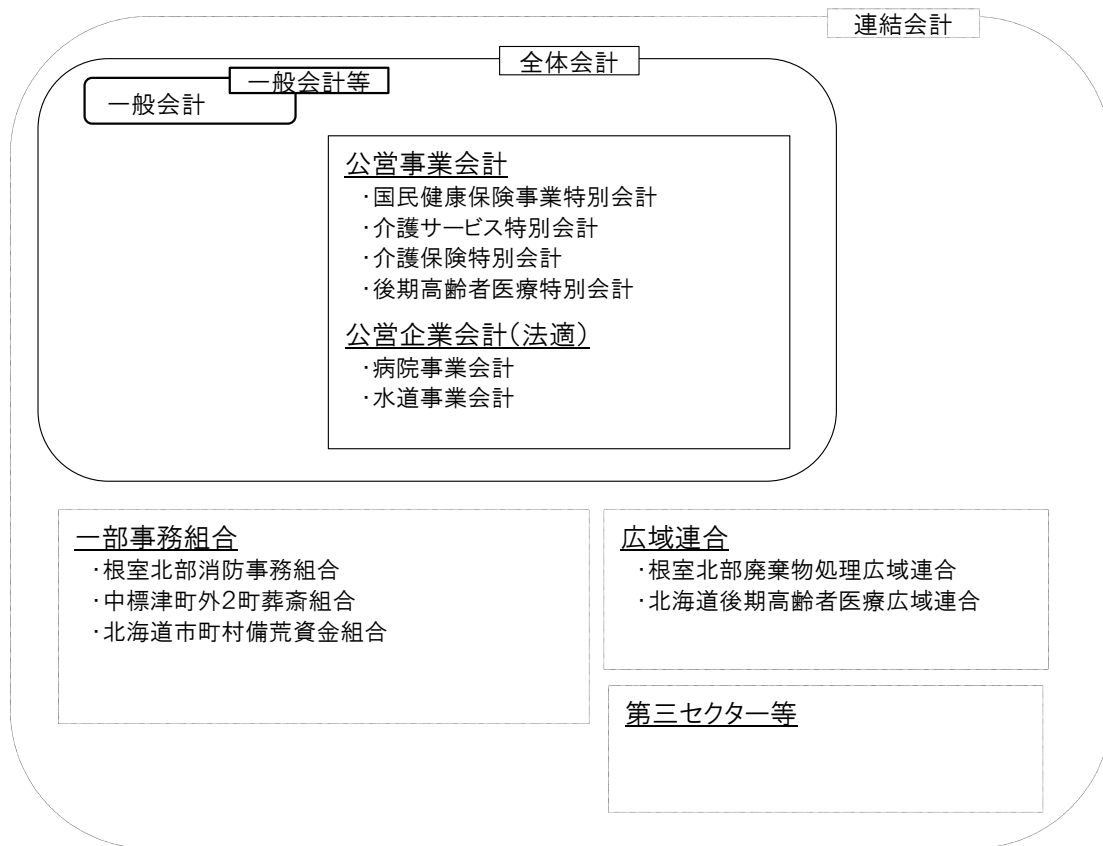 連結会計
全体会計
一般会計等
一般会計
公営事業会計
・国民健康保険事業特別会計
・介護サービス特別会計
・介護保険特別会計
・後期高齢者医療特別会計
公営企業会計(法適)
・病院事業会計
・水道事業会計
一部事務組合
・根室北部消防事務組合
・中標津町外2町葬斎組合
・北海道市町村備荒資金組合
広域連合
・根室北部廃棄物処理広域連合
・北海道後期高齢者医療広域連合
第三セクター等